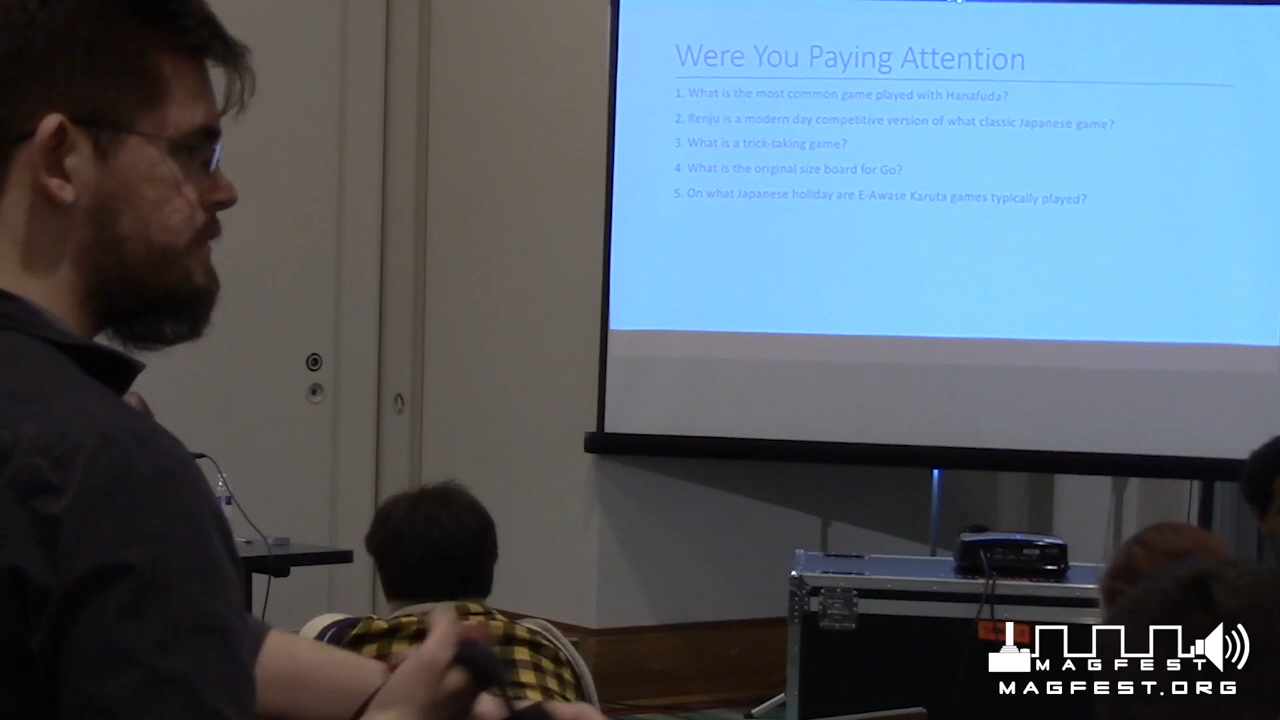 Were You Paying Attention
1. What is the most common game played with Hanafuda?
2. Renju is a modern day competitive version of what classic Japanese game?
3. What is a trick-taking game?
4. What is the original size board for Go?
5. On what Japanese holiday are E-Awase Karuta games typically played?
MAGFEST
MAGFEST.ORG